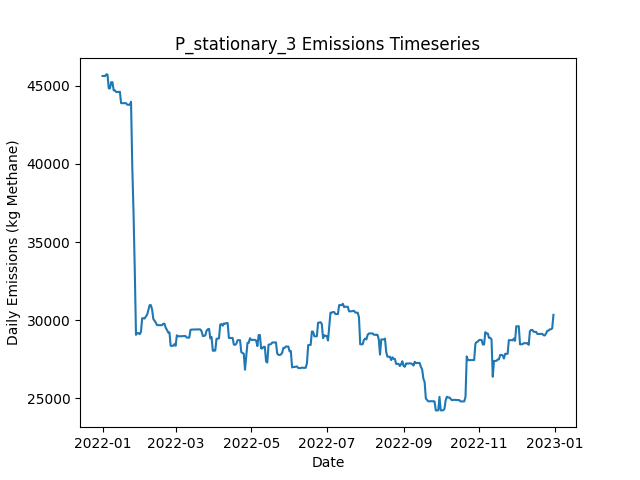 P_stationary_3 Emissions Timeseries
Daily Emissions (kg Methane)
45000
40000
35000
30000
25000
2022-01 2022-03 2022-05 2022-07 2022-09 2022-11 2023-01
Date